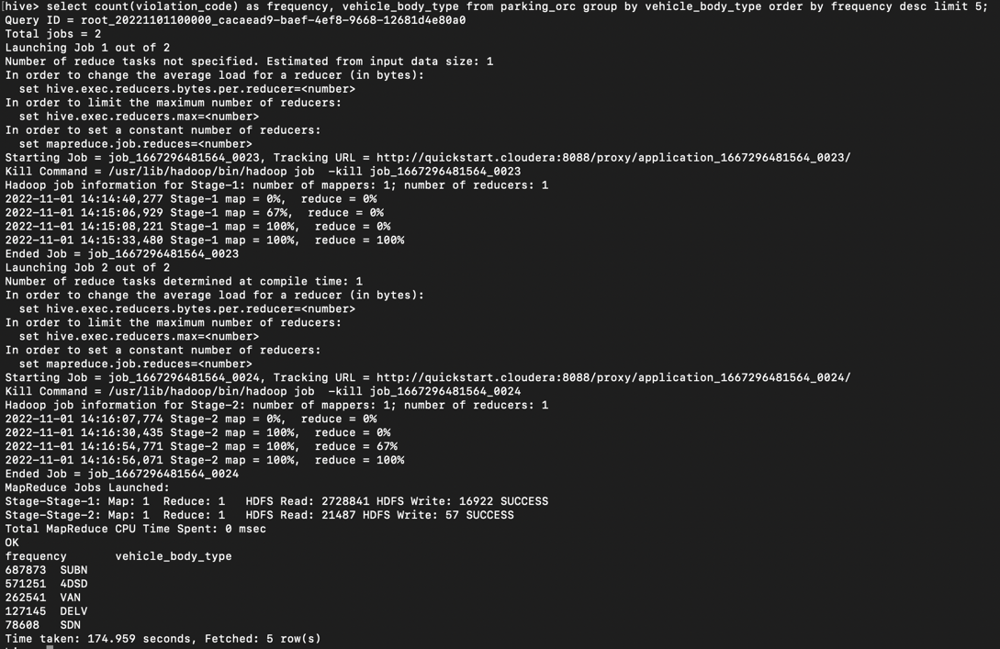 [hive> select count(violation_code) as frequency, vehicle_body_type from parking_orc group by vehicle_body_type order by frequency desc limit 5;
Query ID = root_20221101100000_cacaead9-baef-4ef8-9668-12681d4e80a0
Total jobs = 2
Launching Job 1 out of 2
Number of reduce tasks not specified. Estimated from input data size: 1
In order to change the average load for a reducer (in bytes):
  set hive.exec.reducers.bytes.per.reducer=<number>
In order to limit the maximum number of reducers:
  set hive.exec.reducers.max=<number>
In order to set a constant number of reducers:
  set mapreduce.job.reduces=<number>
Starting Job = job_1667296481564_0023, Tracking URL = http://quickstart.cloudera:8088/proxy/application_1667296481564_0023/
Kill Command = /usr/lib/hadoop/bin/hadoop job  -kill job_1667296481564_0023
Hadoop job information for Stage-1: number of mappers: 1; number of reducers: 1
2022-11-01 14:14:40,277 Stage-1 map = 0%,  reduce = 0%
2022-11-01 14:15:06,929 Stage-1 map = 67%,  reduce = 0%
2022-11-01 14:15:08,221 Stage-1 map = 100%,  reduce = 0%
2022-11-01 14:15:33,480 Stage-1 map = 100%,  reduce = 100%
Ended Job = job_1667296481564_0023
Launching Job 2 out of 2
Number of reduce tasks determined at compile time: 1
In order to change the average load for a reducer (in bytes):
  set hive.exec.reducers.bytes.per.reducer=<number>
In order to limit the maximum number of reducers:
  set hive.exec.reducers.max=<number>
In order to set a constant number of reducers:
  set mapreduce.job.reduces=<number>
Starting Job = job_1667296481564_0024, Tracking URL = http://quickstart.cloudera:8088/proxy/application_1667296481564_0024/
Kill Command = /usr/lib/hadoop/bin/hadoop job  -kill job_1667296481564_0024
Hadoop job information for Stage-2: number of mappers: 1; number of reducers: 1
2022-11-01 14:16:07,774 Stage-2 map = 0%,  reduce = 0%
2022-11-01 14:16:30,435 Stage-2 map = 100%,  reduce = 0%
2022-11-01 14:16:54,771 Stage-2 map = 100%,  reduce = 67%
2022-11-01 14:16:56,071 Stage-2 map = 100%,  reduce = 100%
Ended Job = job_1667296481564_0024
MapReduce Jobs Launched:
Stage-Stage-1: Map: 1  Reduce: 1   HDFS Read: 2728841 HDFS Write: 16922 SUCCESS
Stage-Stage-2: Map: 1  Reduce: 1   HDFS Read: 21487 HDFS Write: 57 SUCCESS
Total MapReduce CPU Time Spent: 0 msec
OK
frequency	vehicle_body_type
687873	SUBN
571251	4DSD
262541	VAN
127145	DELV
78608	SDN
Time taken: 174.959 seconds, Fetched: 5 row(s)